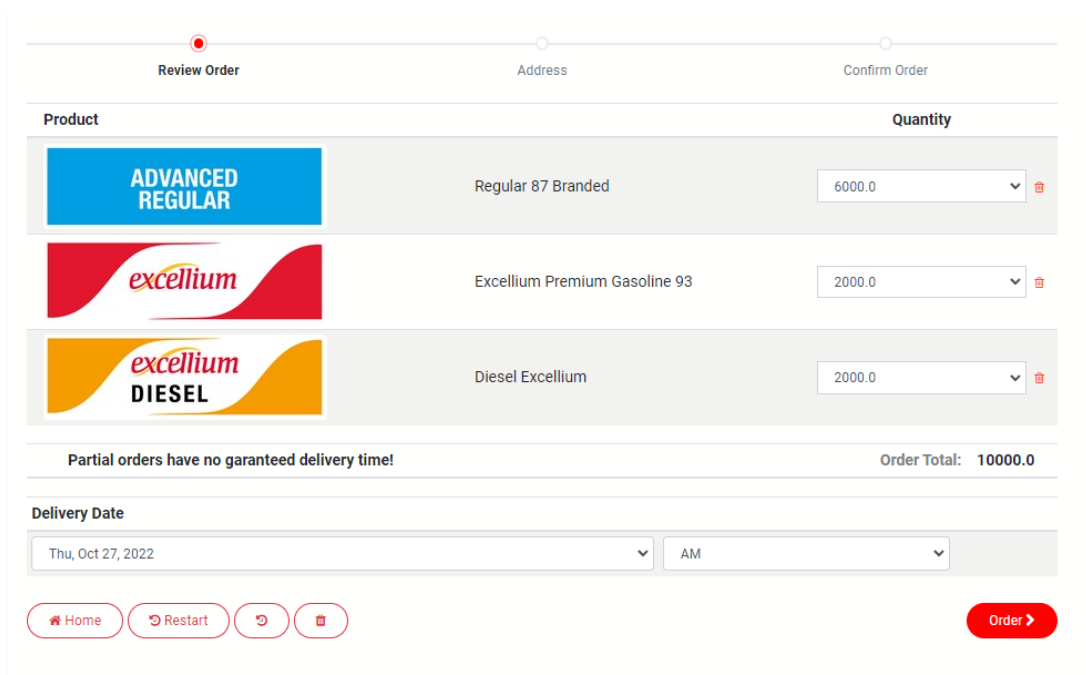 Review Order
Address
Confirm Order
Product
Quantity
ADVANCED
REGULAR
Regular 87 Branded
6000.0
excellium
Excellium Premium Gasoline 93
2000.0
excellium
DIESEL
Diesel Excellium
2000.0
Partial orders have no garanteed delivery time!
Order Total: 10000.0
Delivery Date
Thu, Oct 27, 2022
AM
Home
Restart
Order